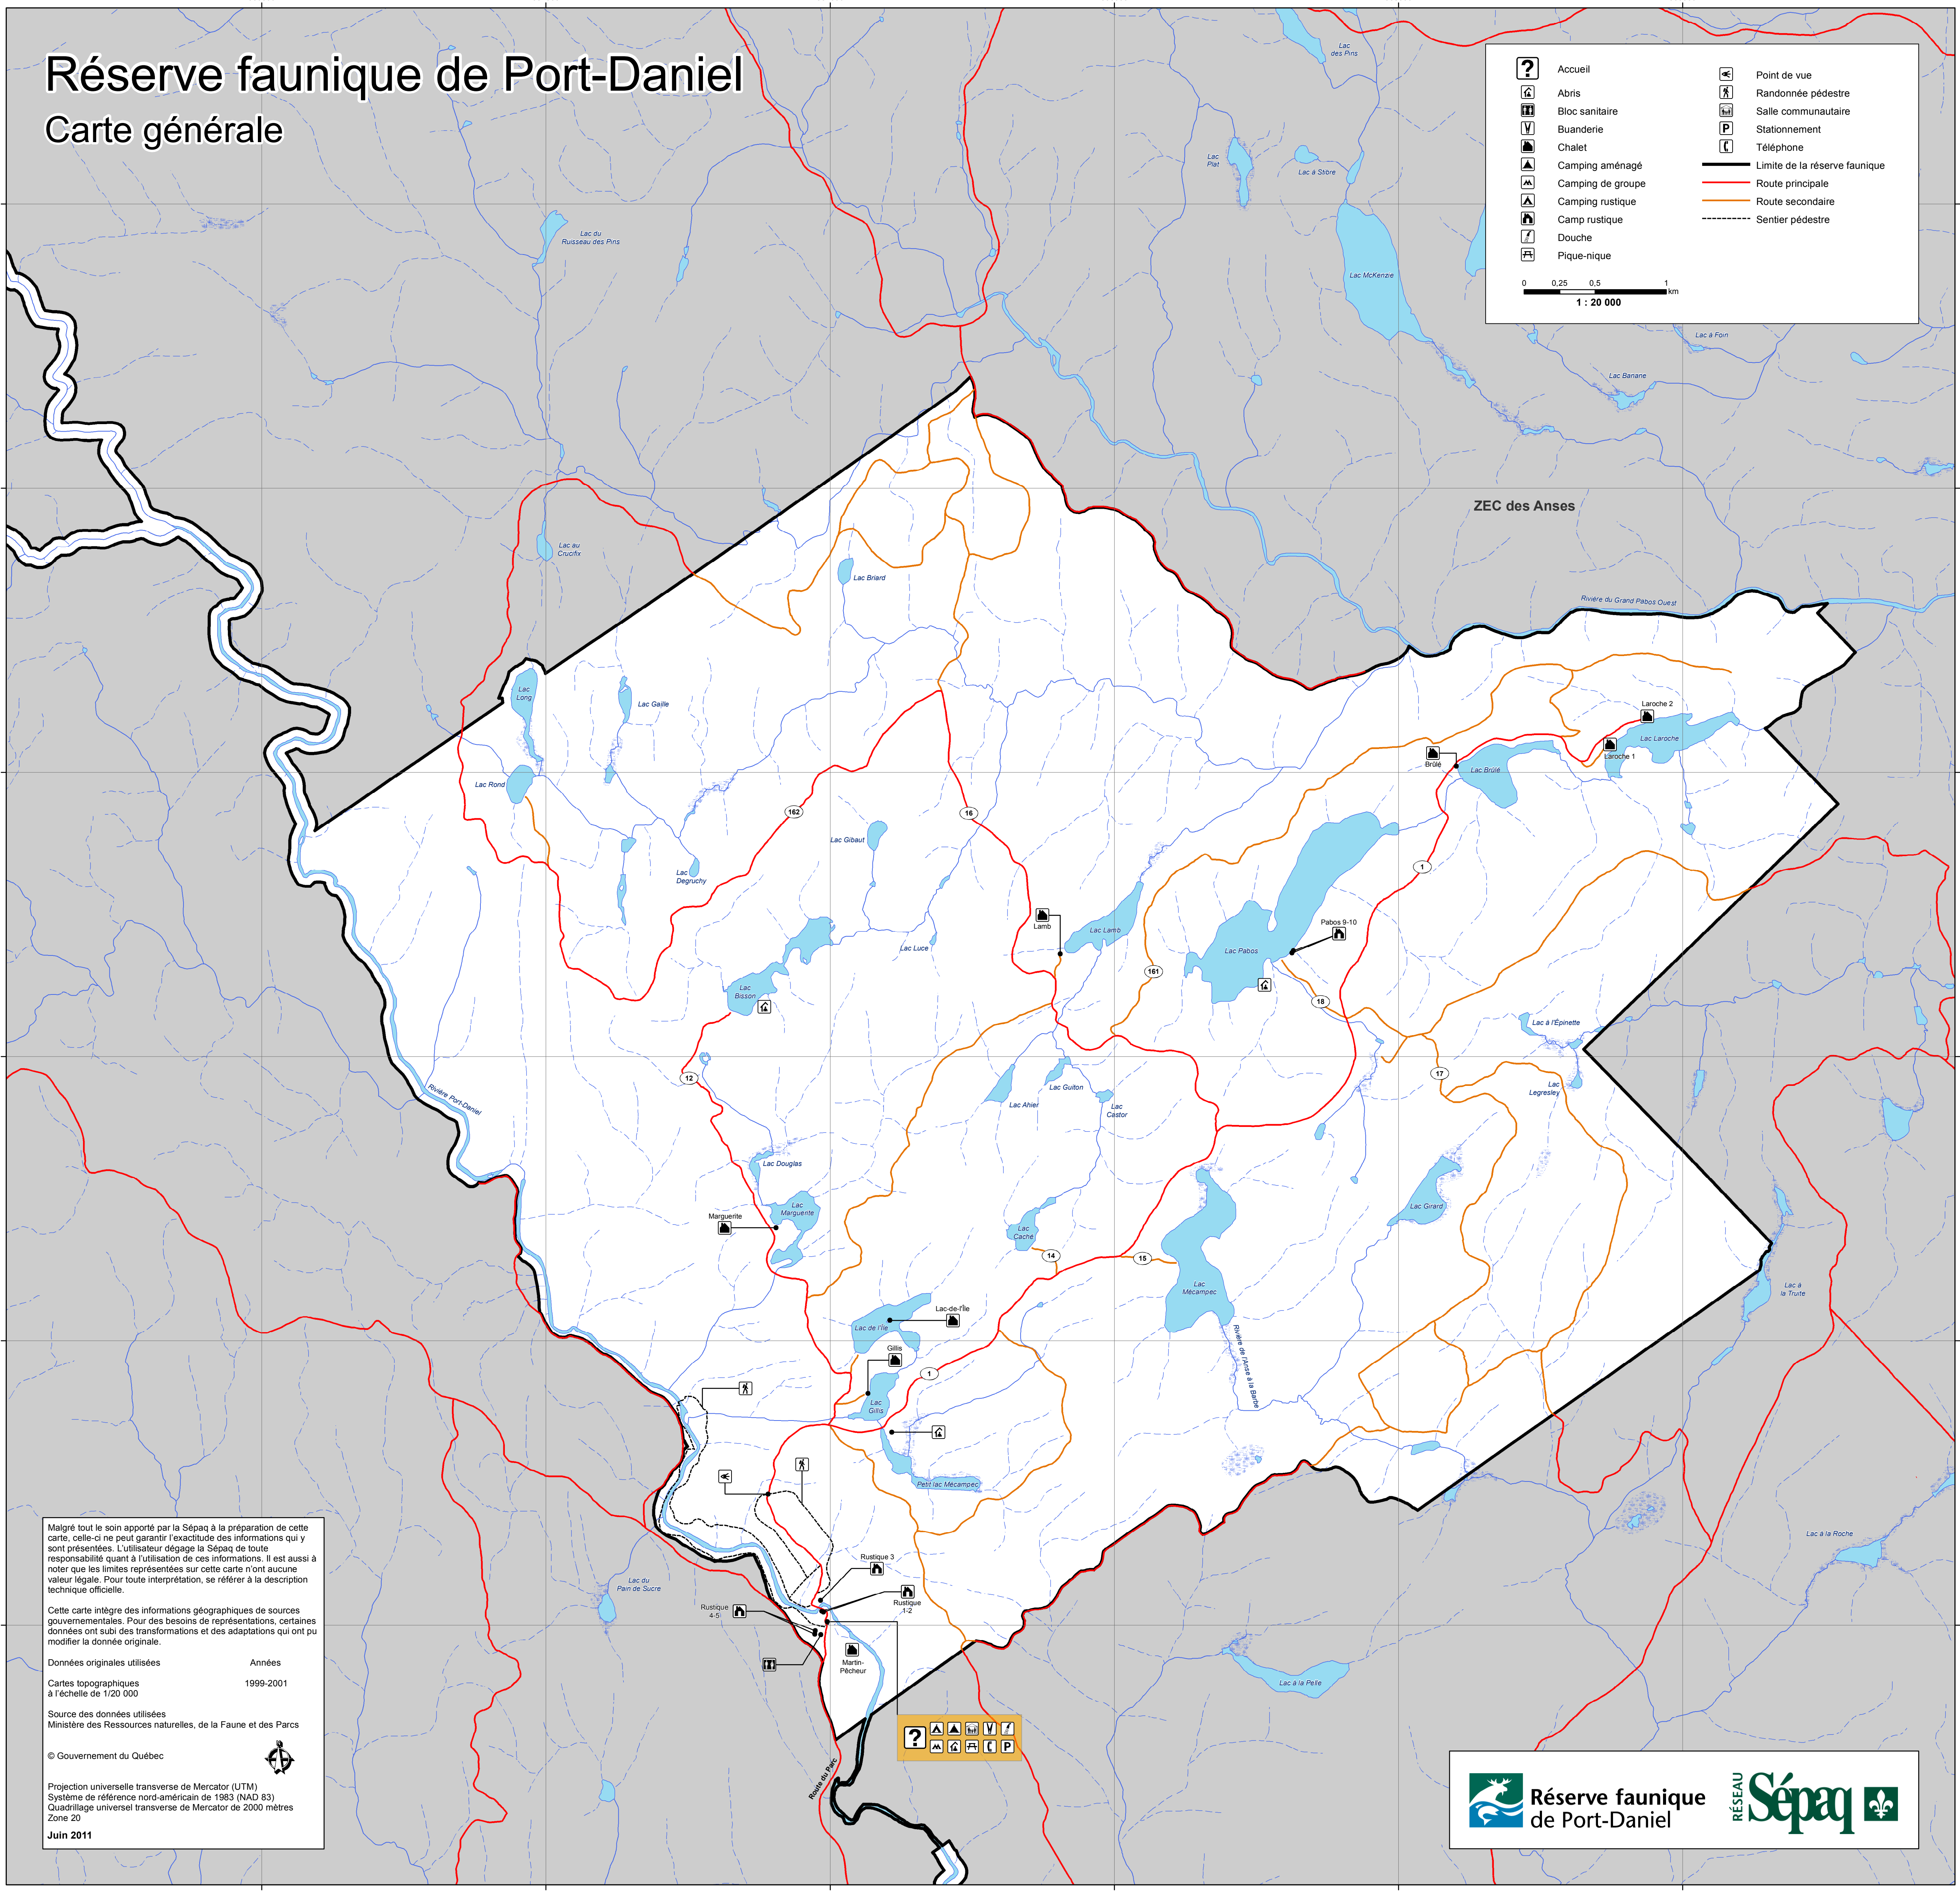 Réserve faunique de Port-Daniel
Carte générale
Accueil
Abris
Bloc sanitaire
Buanderie
Chalet
Camping aménagé
Camping de groupe
Camping rustique
Camp rustique
Douche
Pique-nique
Point de vue
Randonnée pédestre
Salle communautaire
Stationnement
Téléphone
Limite de la réserve faunique
Route principale
Route secondaire
Sentier pédestre
0 0,25 0,5 1
km
1 : 20 000
Lac
des Pins
Lac
Plat
Lac à Stibre
Lac du
Ruisseau des Pins
Lac McKenzie
Lac à Foin
Lac Banane
ZEC des Anses
Lac au
Crucifix
Lac Briard
Rivière du Grand Pabos Ouest
Lac
Long
Lac Gaille
Laroche 2
Lac Laroche
Laroche 1
Brûlé
Lac Brûlé
Lac Rond
162
16
Lac Gibaut
1
Lac
Degruchy
Lamb
Lac Lamb
Pabos 9-10
Lac Luce
Lac Pabos
161
Lac
Bisson
18
Lac à l'Épinette
12
17
Lac Guiton
Lac
Legresley
Rivière Port-Daniel
Lac Ahier
Lac
Castor
Lac Douglas
Marguerite
Lac
Marguerite
Lac Girard
Lac
Caché
14
15
Lac
Mécampec
Lac à
la Truite
Lac-de-l'Île
Lac de l'Île
Gillis
Rivière de l'Anse à la Barbe
1
Lac
Gillis
Petit lac Mécampec
Lac à la Roche
Rustique 3
Lac du
Pain de Sucre
Rustique
1-2
Rustique
4-5
Martin-
Pêcheur
Lac à la Pelle
Route du Parc
Malgré tout le soin apporté par la Sépaq à la préparation de cette
carte, celle-ci ne peut garantir l'exactitude des informations qui y
sont présentées. L'utilisateur dégage la Sépaq de toute
responsabilité quant à l'utilisation de ces informations. Il est aussi à
noter que les limites représentées sur cette carte n'ont aucune
valeur légale. Pour toute interprétation, se référer à la description
technique officielle.
Cette carte intègre des informations géographiques de sources
gouvernementales. Pour des besoins de représentations, certaines
données ont subi des transformations et des adaptations qui ont pu
modifier la donnée originale.
Données originales utilisées Années
Cartes topographiques 1999-2001
à l'échelle de 1/20 000
Source des données utilisées
Ministère des Ressources naturelles, de la Faune et des Parcs
© Gouvernement du Québec
Projection universelle transverse de Mercator (UTM)
Système de référence nord-américain de 1983 (NAD 83)
Quadrillage universel transverse de Mercator de 2000 mètres
Zone 20
Juin 2011
Réserve faunique
de Port-Daniel
RÉSEAU
Sépaq